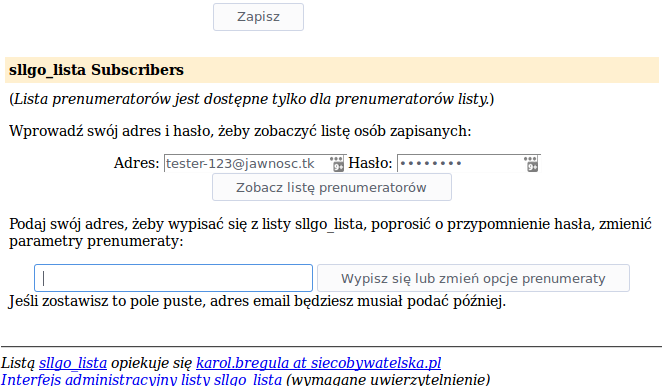 Zapisz
sllgo_lista Subscribers
(Lista prenumeratorów jest dostępne tylko dla prenumeratorów listy.)
Wprowadź swój adres i hasło, żeby zobaczyć listę osób zapisanych:
Adres: tester-123@jawnosc.tk 9+ Hasło: •••••••• 9+
Zobacz listę prenumeratorów
Podaj swój adres, żeby wypisać się z listy sllgo_lista, poprosić o przypomnienie hasła, zmienić
parametry prenumeraty:
Wypisz się lub zmień opcje prenumeraty
Jeśli zostawisz to pole puste, adres email będziesz musiał podać później.
Listą sllgo_lista opiekuje się karol.bregula at siecobywatelska.pl
Interfejs administracyjny listy sllgo_lista (wymagane uwierzytelnienie)